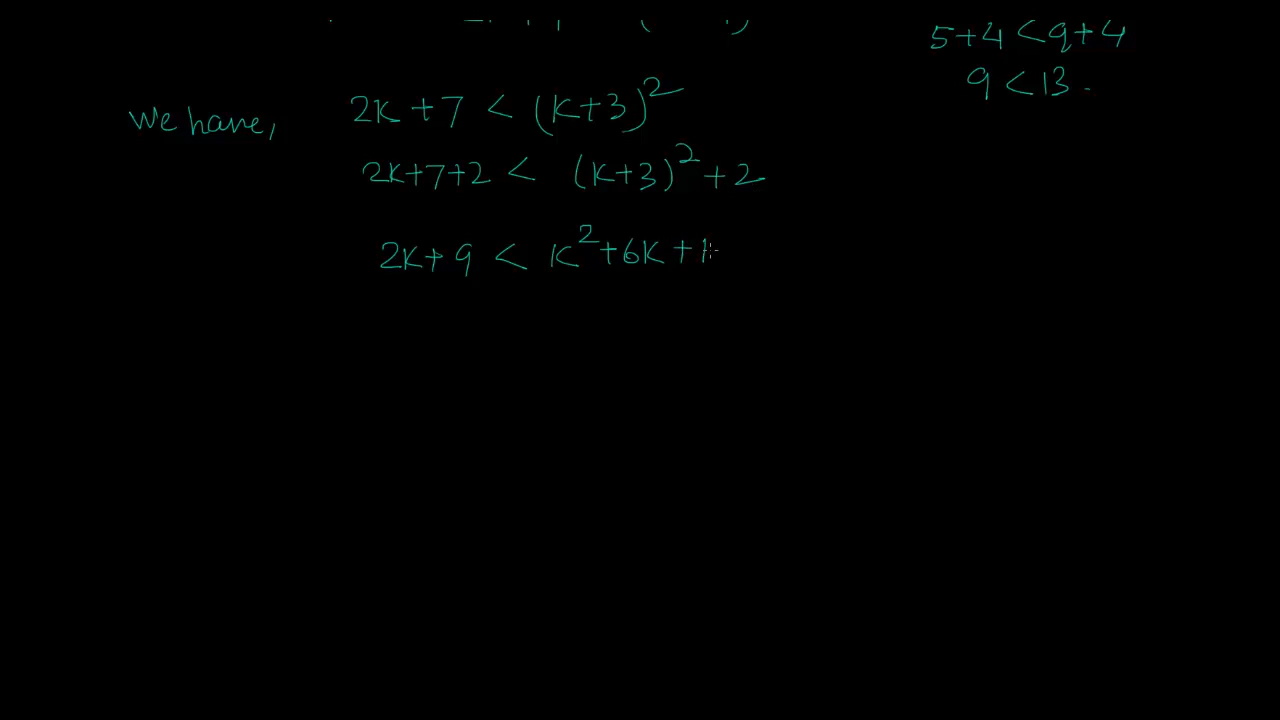 5+4 < 9+4
9 < 13.
We have, 2K+7 < (K+3)²
2K+7+2 < (K+3)²+2
2K+9 < K²+6K+1